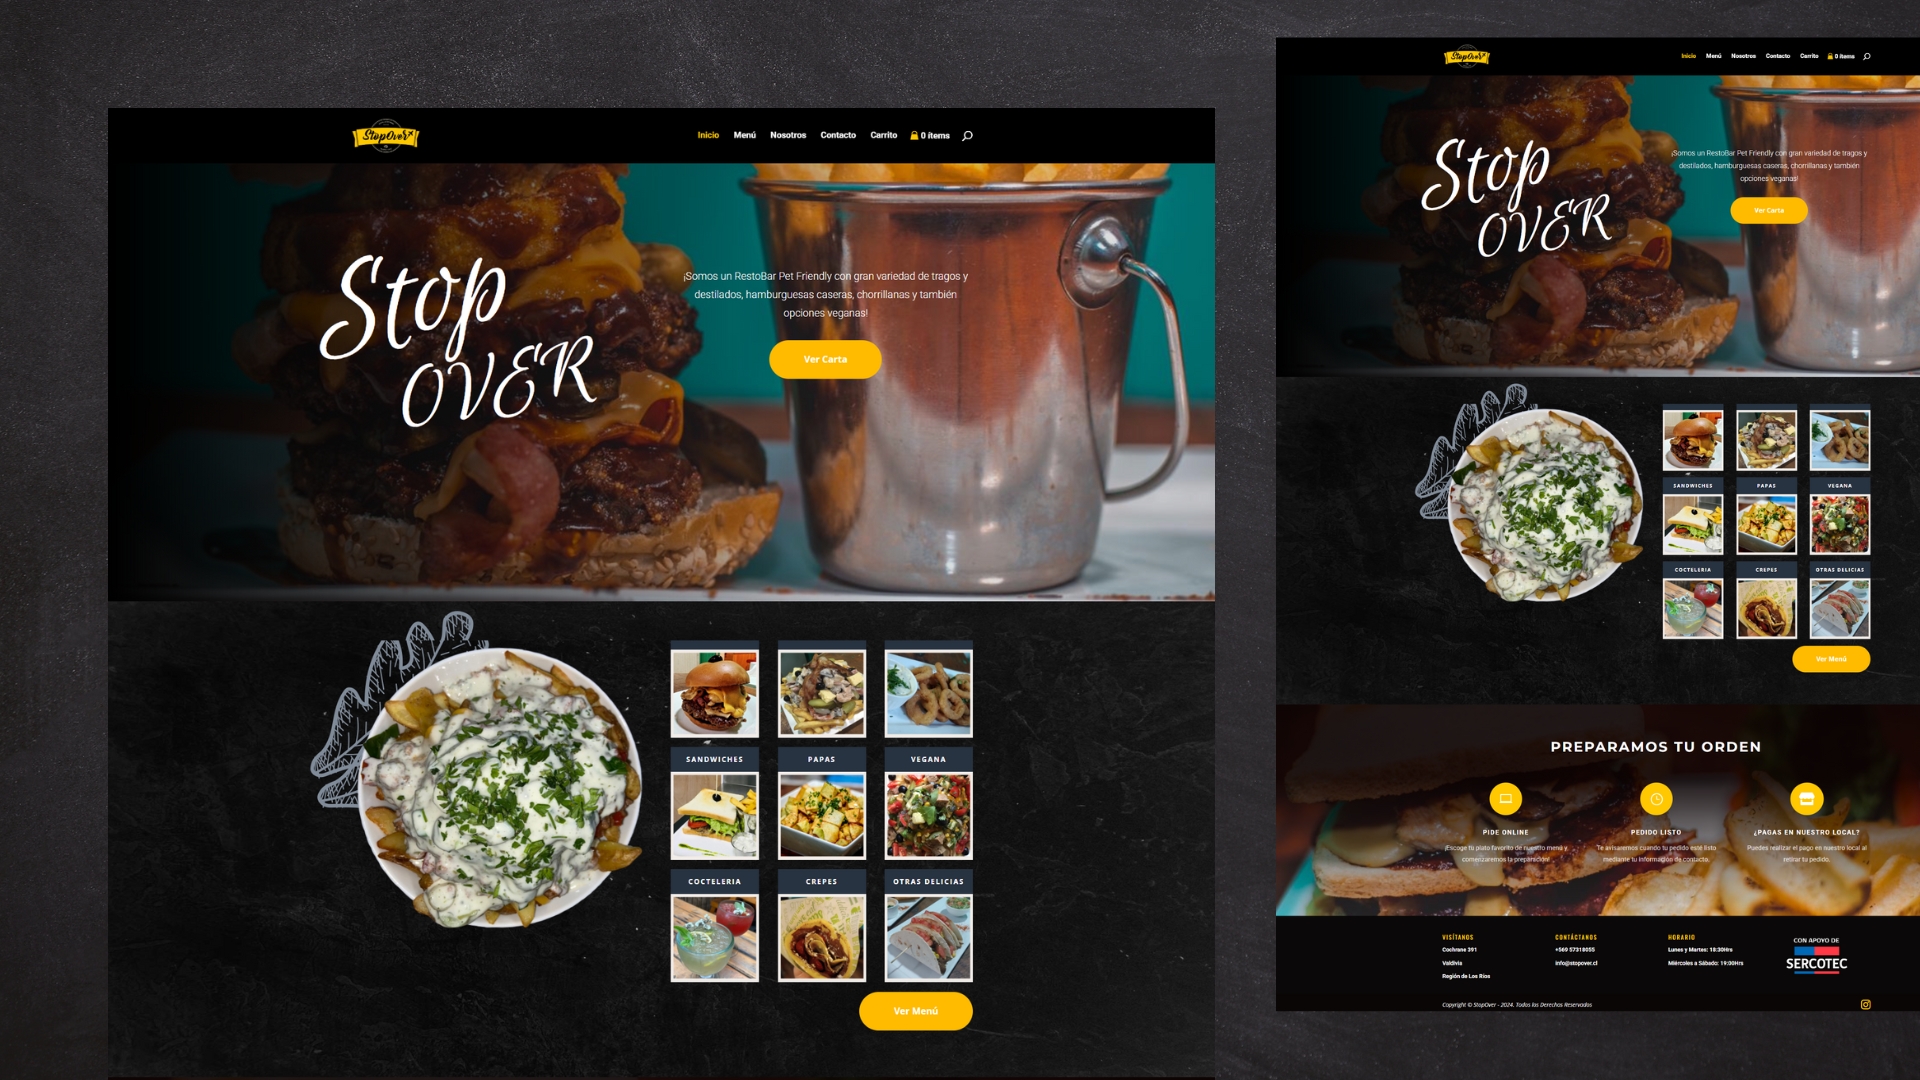 StopOver
Inicio Menú Nosotros Contacto Carrito 0 ítems
Stop
OVER
¡Somos un RestoBar Pet Friendly con gran variedad de tragos y
destilados, hamburguesas caseras, chorrillanas y también
opciones veganas!
Ver Carta
SANDWICHES PAPAS VEGANA
COCTELERIA CREPES OTRAS DELICIAS
Ver Menú
StopOver
Inicio Menú Nosotros Contacto Carrito 0 ítems
Stop
OVER
¡Somos un RestoBar Pet Friendly con gran variedad de tragos y
destilados, hamburguesas caseras, chorrillanas y también
opciones veganas!
Ver Carta
SANDWICHES PAPAS VEGANA
COCTELERIA CREPES OTRAS DELICIAS
Ver Menú
PREPARAMOS TU ORDEN
PIDE ONLINE
¡Escoge tu plato favorito de nuestro menú y
comenzaremos la preparación!
PEDIDO LISTO
Te avisaremos cuando tu pedido esté listo
mediante tu información de contacto.
¿PAGAS EN NUESTRO LOCAL?
Puedes realizar el pago en nuestro local al
retirar tu pedido.
VISÍTANOS
Cochrane 391
Valdivia
Región de Los Ríos
CONTÁCTANOS
+569 57318055
info@stopover.cl
HORARIO
Lunes y Martes: 18:30Hrs
Miércoles a Sábado: 19:00Hrs
CON APOYO DE
SERCOTEC
Copyright © StopOver - 2024. Todos los Derechos Reservados